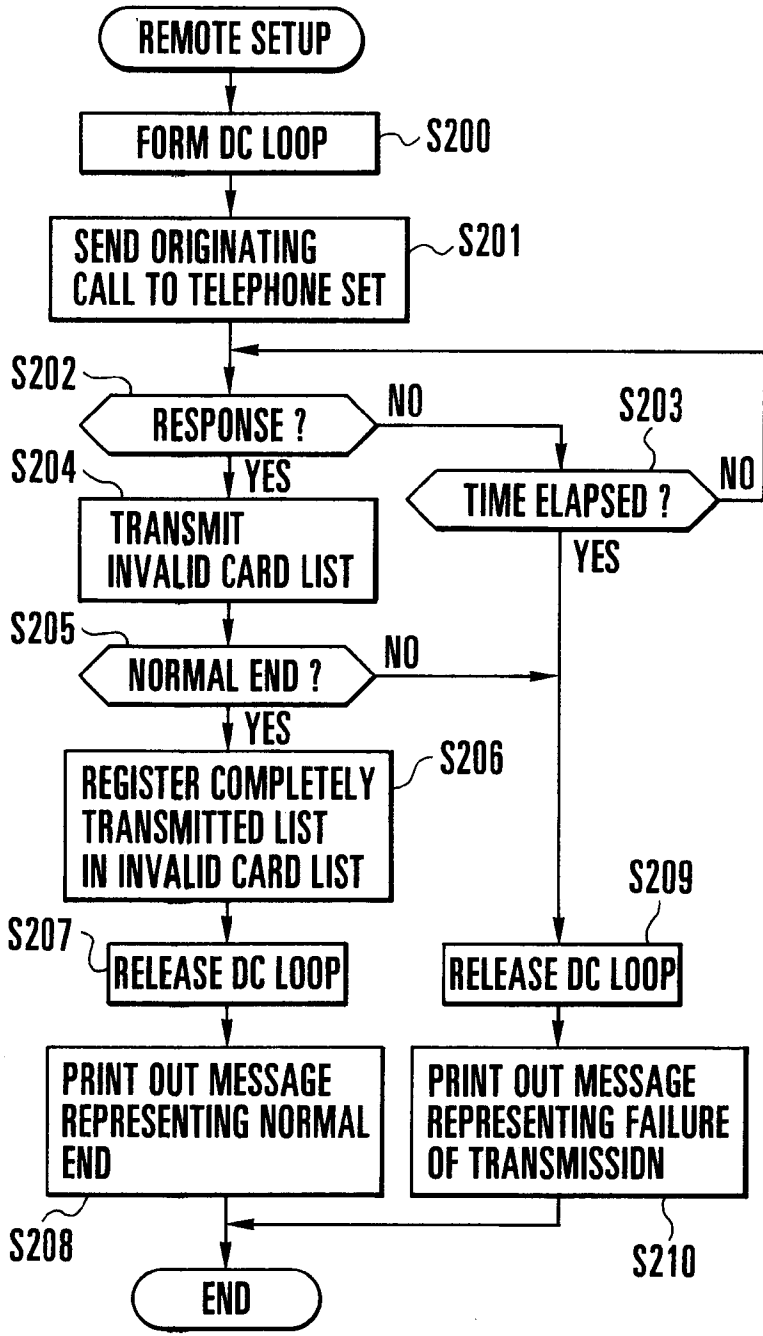 REMOTE SETUP
FORM DC LOOP
S200
SEND ORIGINATING
CALL TO TELEPHONE SET
S201
S202
RESPONSE ?
NO
S203
YES
TIME ELAPSED ?
NO
YES
S204
TRANSMIT
INVALID CARD LIST
S205
NORMAL END ?
NO
YES
REGISTER COMPLETELY
TRANSMITTED LIST
IN INVALID CARD LIST
S206
S207
RELEASE DC LOOP
S209
RELEASE DC LOOP
PRINT OUT MESSAGE
REPRESENTING NORMAL
END
S208
PRINT OUT MESSAGE
REPRESENTING FAILURE
OF TRANSMISSIDN
S210
END